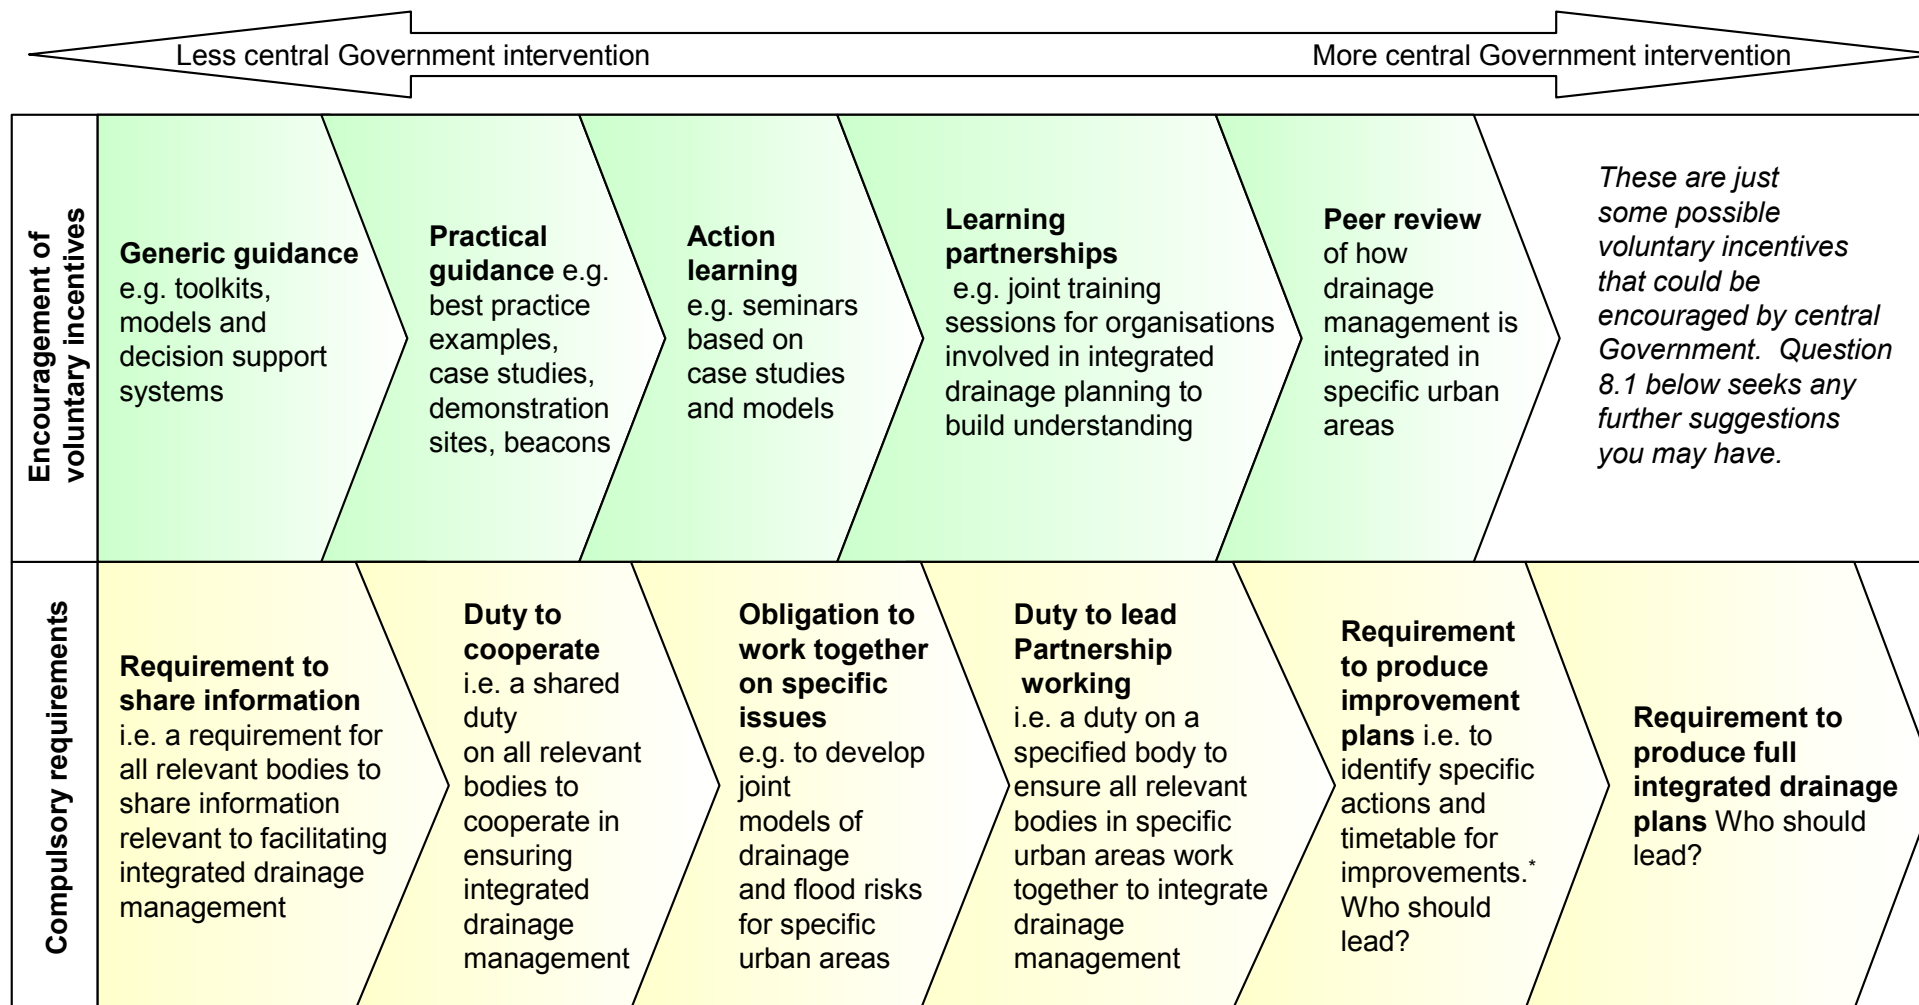 Less central Government intervention
More central Government intervention
Encouragement of
voluntary incentives
Generic guidance
e.g. toolkits,
models and
decision support
systems
Practical
guidance e.g.
best practice
examples,
case studies,
demonstration
sites, beacons
Action
learning
e.g. seminars
based on
case studies
and models
Learning
partnerships
e.g. joint training
sessions for organisations
involved in integrated
drainage planning to
build understanding
Peer review
of how
drainage
management is
integrated in
specific urban
areas
These are just
some possible
voluntary incentives
that could be
encouraged by central
Government. Question
8.1 below seeks any
further suggestions
you may have.
Compulsory requirements
Requirement to
share information
i.e. a requirement for
all relevant bodies to
share information
relevant to facilitating
integrated drainage
management
Duty to
cooperate
i.e. a shared
duty
on all relevant
bodies to
cooperate in
ensuring
integrated
drainage
management
Obligation to
work together
on specific
issues
e.g. to develop
joint
models of
drainage
and flood risks
for specific
urban areas
Duty to lead
Partnership
working
i.e. a duty on a
specified body to
ensure all relevant
bodies in specific
urban areas work
together to integrate
drainage
management
Requirement
to produce
improvement
plans i.e. to
identify specific
actions and
timetable for
improvements.*
Who should
lead?
Requirement to
produce full
integrated drainage
plans Who should
lead?